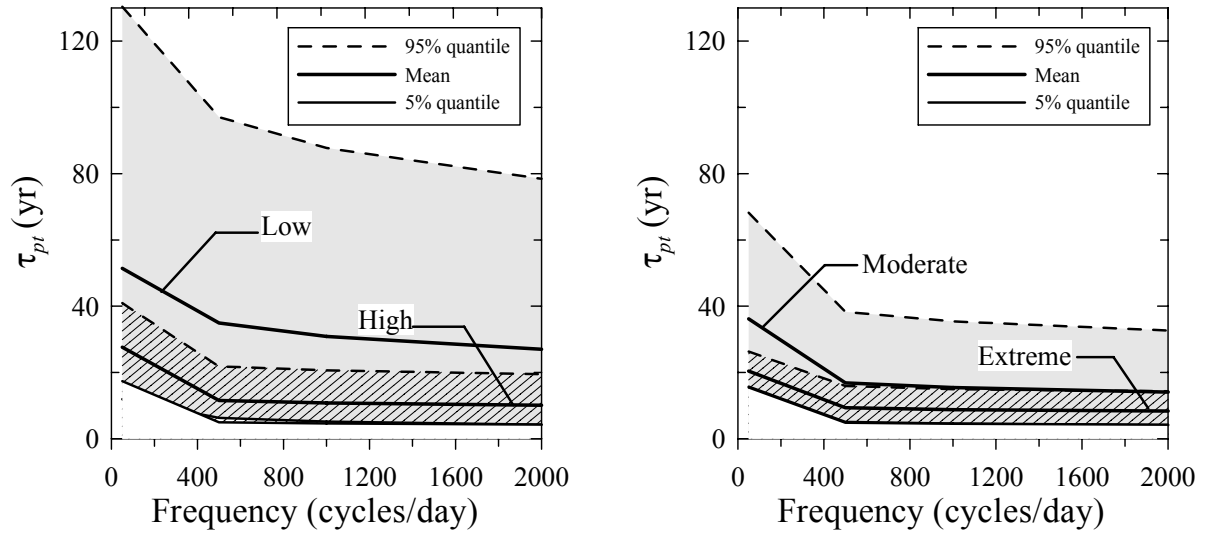 120
80
40
0
τpt (yr)
95% quantile
Mean
5% quantile
Low
High
0 400 800 1200 1600 2000
Frequency (cycles/day)
120
80
40
0
τpt (yr)
95% quantile
Mean
5% quantile
Moderate
Extreme
0 400 800 1200 1600 2000
Frequency (cycles/day)